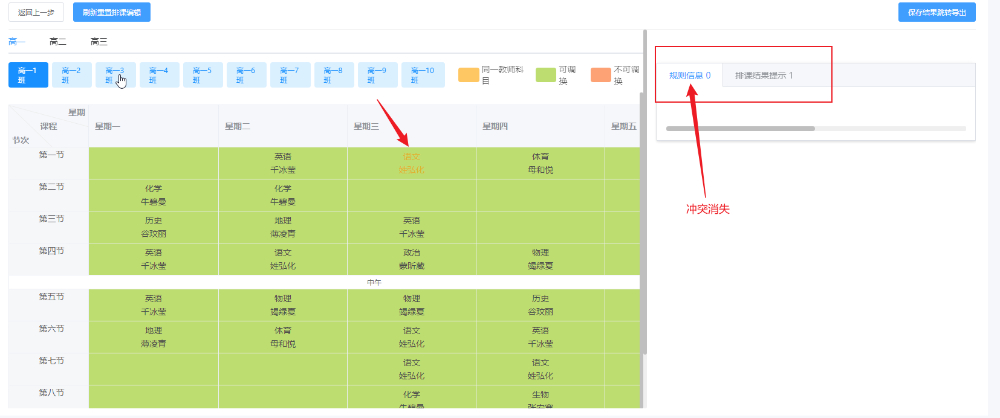 返回上一步
刷新重置排课编辑
保存结果跳转导出
高一
高二
高三
高一1
班
高一2
班
高一3
班
高一4
班
高一5
班
高一6
班
高一7
班
高一8
班
高一9
班
高一10
班
同一教师科
目
可调
换
不可调
换
规则信息 0
排课结果提示 1
冲突消失
星期
课程
节次
星期一
星期二
星期三
星期四
星期五
第一节
英语
千冰莹
语文
姓弘化
体育
母和悦
第二节
化学
牛碧曼
化学
牛碧曼
第三节
历史
谷玟丽
地理
薄凌青
英语
千冰莹
第四节
英语
千冰莹
语文
姓弘化
政治
蒙昕葳
物理
竭绿夏
中午
第五节
英语
千冰莹
物理
竭绿夏
物理
竭绿夏
历史
谷玟丽
第六节
地理
薄凌青
体育
母和悦
语文
姓弘化
英语
千冰莹
第七节
语文
姓弘化
语文
姓弘化
第八节
化学
牛碧曼
生物